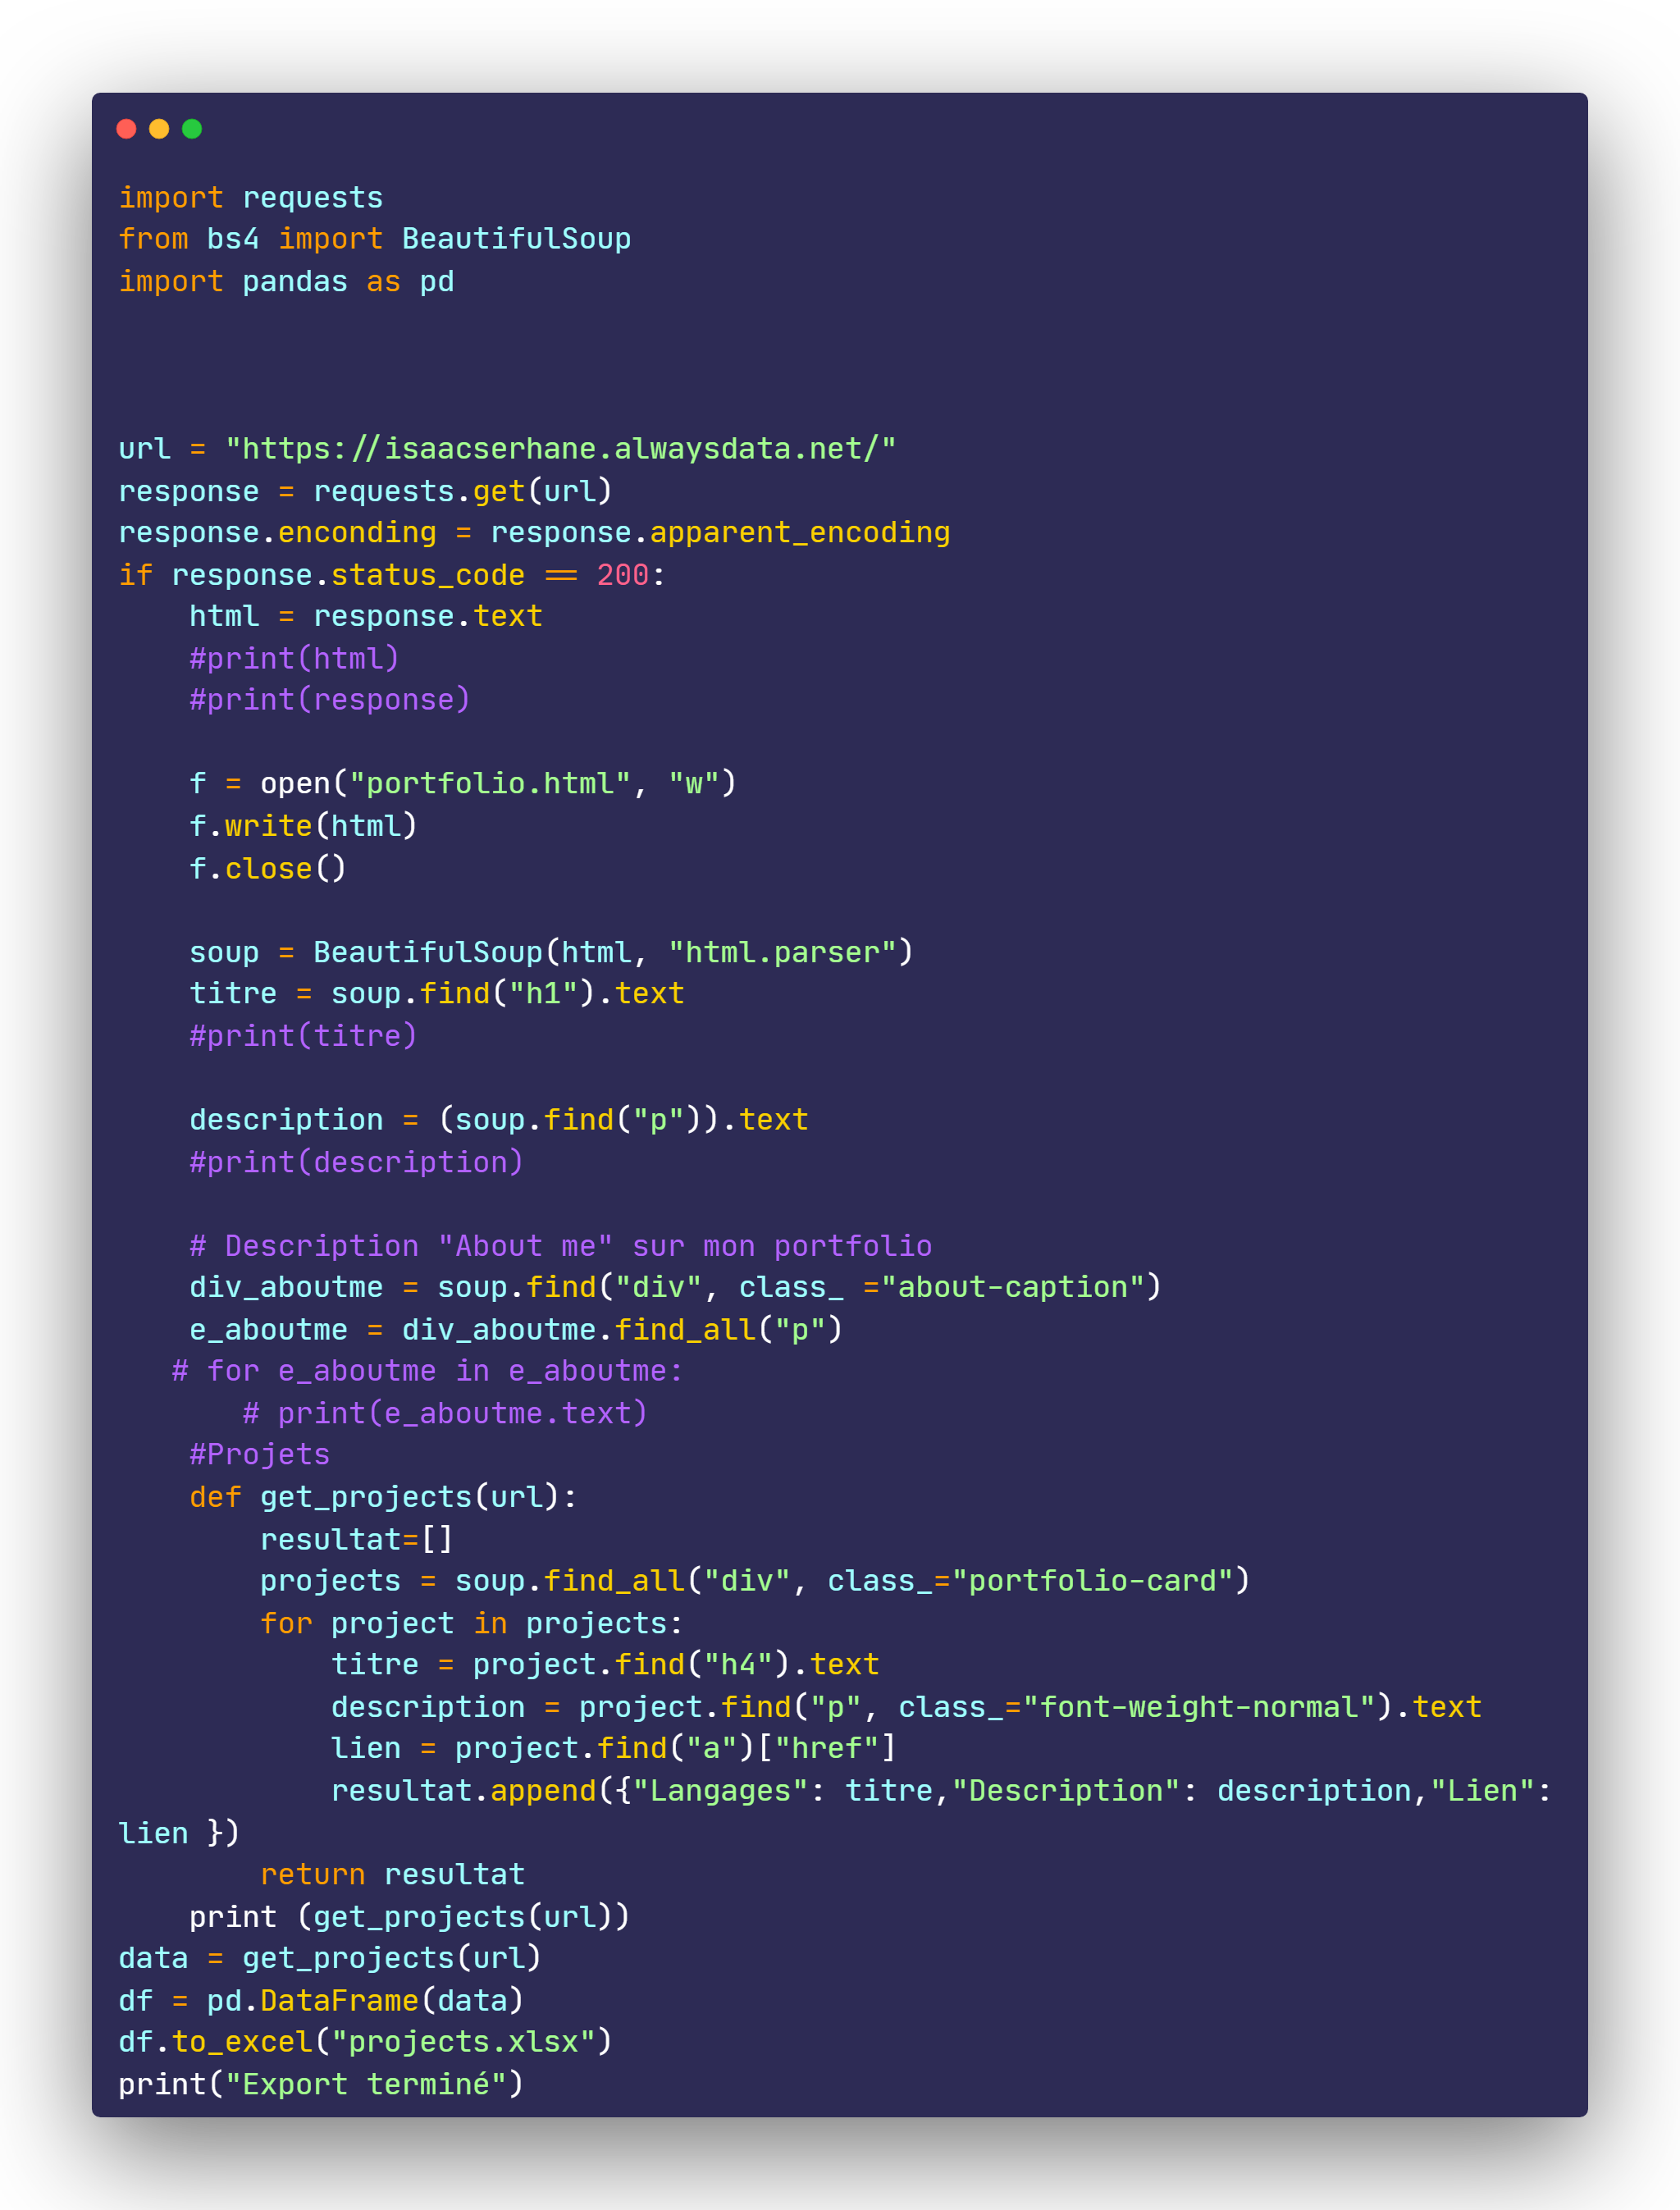 import requests
from bs4 import BeautifulSoup
import pandas as pd




url = "https://isaacserhane.alwaysdata.net/"
response = requests.get(url)
response.enconding = response.apparent_encoding
if response.status_code == 200:
    html = response.text
    #print(html)
    #print(response)

    f = open("portfolio.html", "w")
    f.write(html)
    f.close()

    soup = BeautifulSoup(html, "html.parser")
    titre = soup.find("h1").text
    #print(titre)

    description = (soup.find("p")).text
    #print(description)

    # Description "About me" sur mon portfolio
    div_aboutme = soup.find("div", class_ ="about-caption")
    e_aboutme = div_aboutme.find_all("p")
   # for e_aboutme in e_aboutme:
       # print(e_aboutme.text)
    #Projets
    def get_projects(url):
        resultat=[]
        projects = soup.find_all("div", class_="portfolio-card")
        for project in projects:
            titre = project.find("h4").text
            description = project.find("p", class_="font-weight-normal").text
            lien = project.find("a")["href"]
            resultat.append({"Langages": titre,"Description": description,"Lien":
lien })
        return resultat
    print (get_projects(url))
data = get_projects(url)
df = pd.DataFrame(data)
df.to_excel("projects.xlsx")
print("Export terminé")